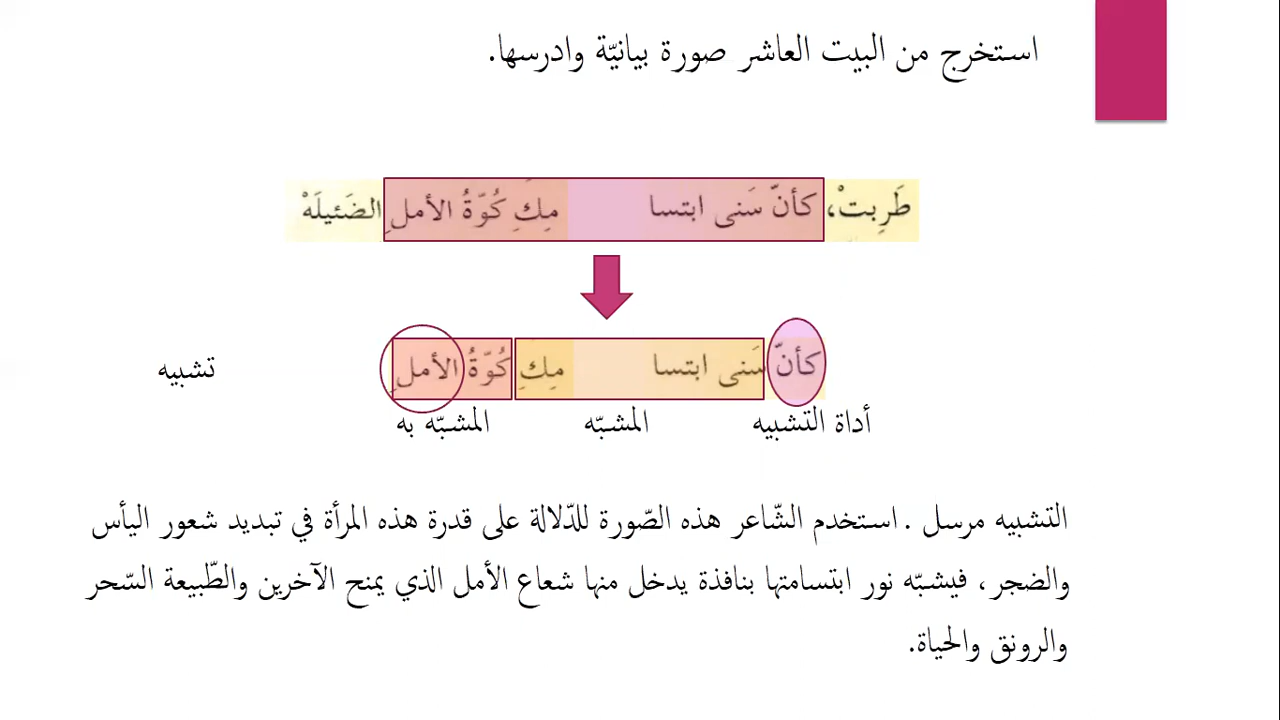 استخرج من البيت العاشر صورة بيانيّة وادرسها.
طَرِبتْ، كأنّ سَنى ابتسا مِكِ كُوّةُ الأملِ الضَئيلَهْ
كأنّ سَنى ابتسا مِكِ كُوّةُ الأملِ تشبيه
أداة التشبيه المشبّه المشبّه به
التشبيه مرسل . استخدم الشّاعر هذه الصّورة للدّلالة على قدرة هذه المرأة في تبديد شعور اليأس
والضجر، فيشبّه نور ابتسامتها بنافذة يدخل منها شعاع الأمل الذي يمنح الآخرين والطّبيعة السّحر
والرونق والحياة.